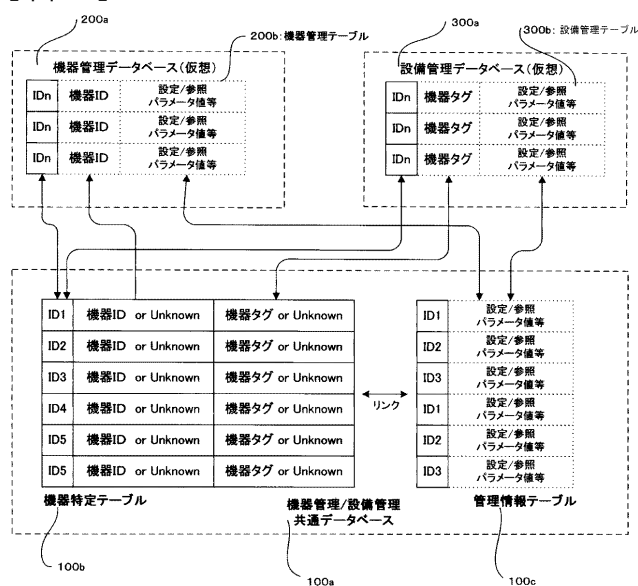 200a
200b: 機器管理テーブル
300a
300b: 設備管理テーブル
機器管理データベース(仮想)
IDn 機器ID 設定/参照
パラメータ値等
IDn 機器ID 設定/参照
パラメータ値等
IDn 機器ID 設定/参照
パラメータ値等
設備管理データベース(仮想)
IDn 機器タグ 設定/参照
パラメータ値等
IDn 機器タグ 設定/参照
パラメータ値等
IDn 機器タグ 設定/参照
パラメータ値等
ID1 機器ID or Unknown 機器タグ or Unknown
ID2 機器ID or Unknown 機器タグ or Unknown
ID3 機器ID or Unknown 機器タグ or Unknown
ID4 機器ID or Unknown 機器タグ or Unknown
ID5 機器ID or Unknown 機器タグ or Unknown
ID5 機器ID or Unknown 機器タグ or Unknown
リンク
ID1 設定/参照
パラメータ値等
ID2 設定/参照
パラメータ値等
ID3 設定/参照
パラメータ値等
ID1 設定/参照
パラメータ値等
ID2 設定/参照
パラメータ値等
ID3 設定/参照
パラメータ値等
機器特定テーブル
機器管理/設備管理
共通データベース
管理情報テーブル
100b
100a
100c